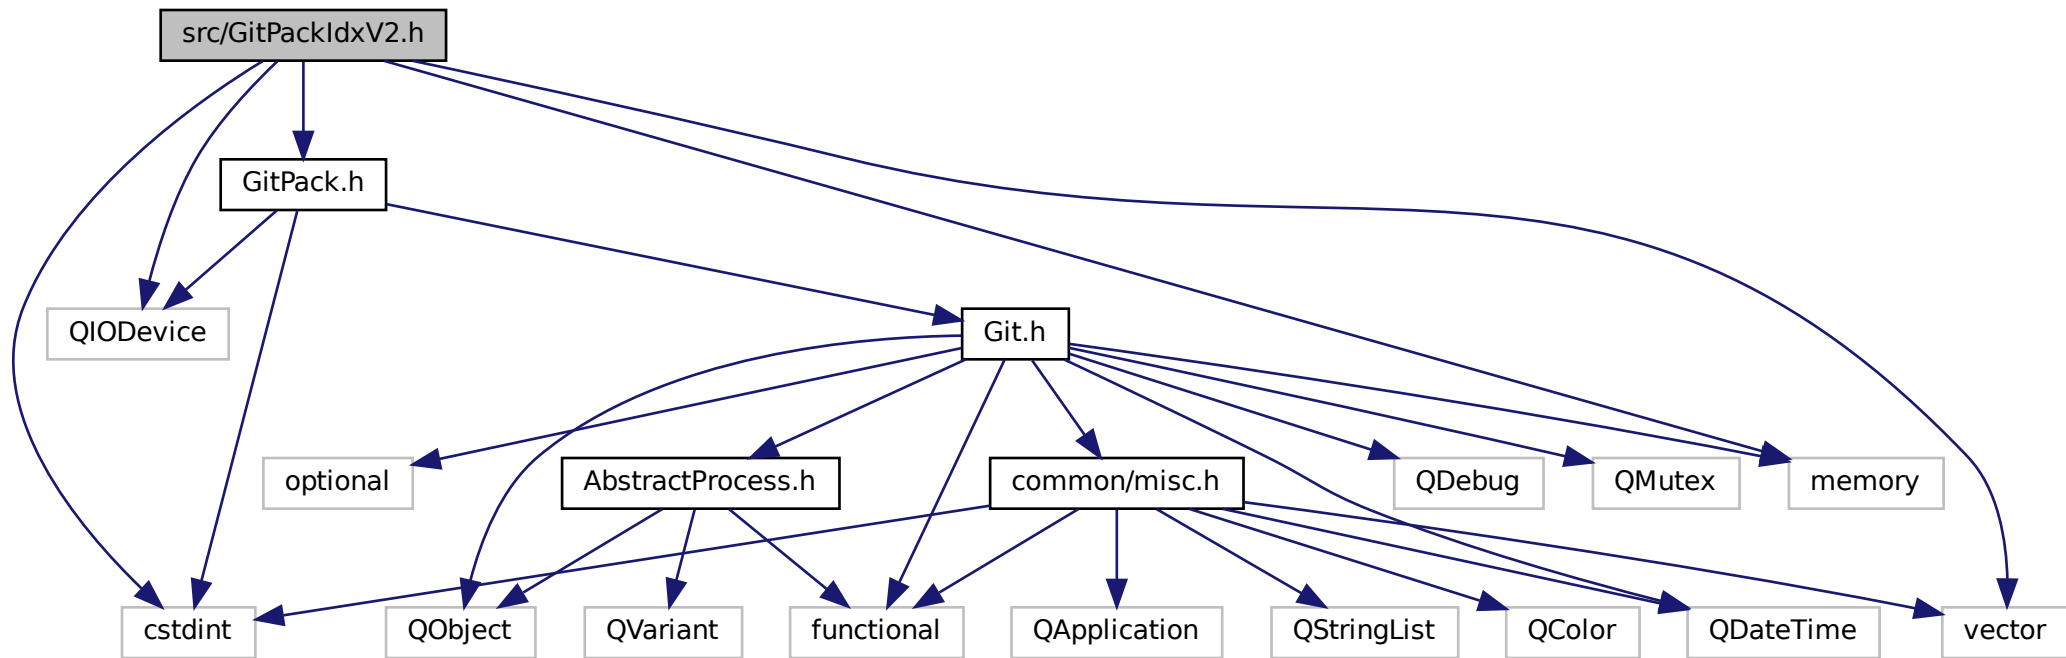 src/GitPackIdxV2.h
GitPack.h
QIODevice
Git.h
optional
AbstractProcess.h
common/misc.h
QDebug
QMutex
memory
cstdint
QObject
QVariant
functional
QApplication
QStringList
QColor
QDateTime
vector